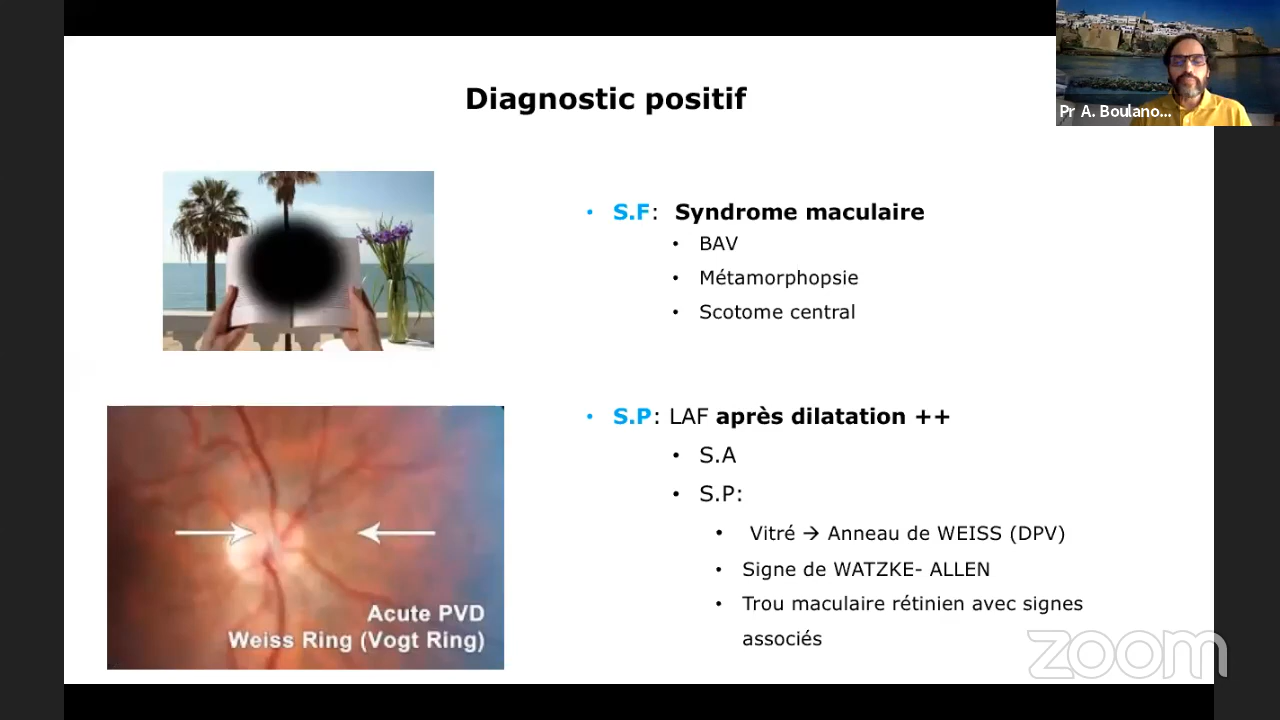 Diagnostic positif
Pr A. Boulano...
• S.F: Syndrome maculaire
• BAV
• Métamorphopsie
• Scotome central
• S.P: LAF après dilatation ++
• S.A
• S.P:
• Vitré → Anneau de WEISS (DPV)
• Signe de WATZKE- ALLEN
• Trou maculaire rétinien avec signes
associés
Acute PVD
Weiss Ring (Vogt Ring)
zoom